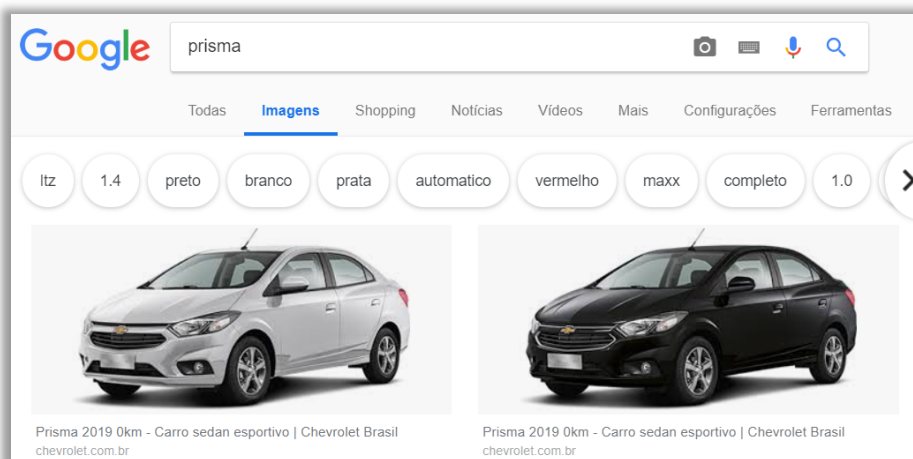 Google prisma
Todas Imagens Shopping Notícias Vídeos Mais Configurações Ferramentas
ltz 1.4 preto branco prata automatico vermelho maxx completo 1.0
Prisma 2019 0km - Carro sedan esportivo | Chevrolet Brasil
chevrolet.com.br
Prisma 2019 0km - Carro sedan esportivo | Chevrolet Brasil
chevrolet.com.br